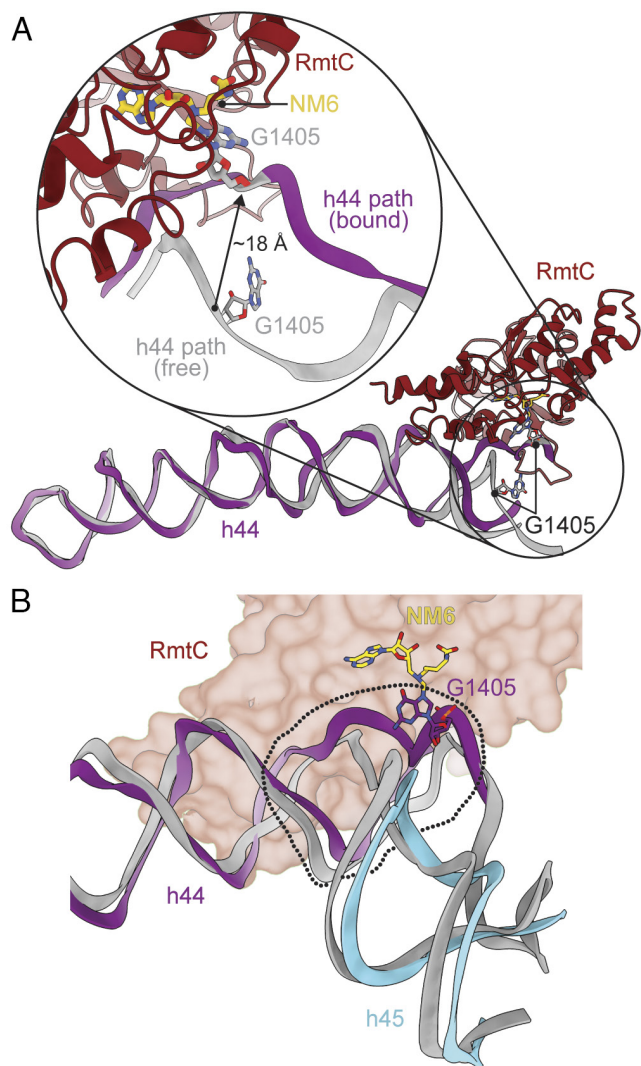 A
RmtC
NM6
G1405
h44 path
(bound)
~18 Å
G1405
h44 path
(free)
RmtC
G1405
h44
B
NM6
RmtC
G1405
h44
h45